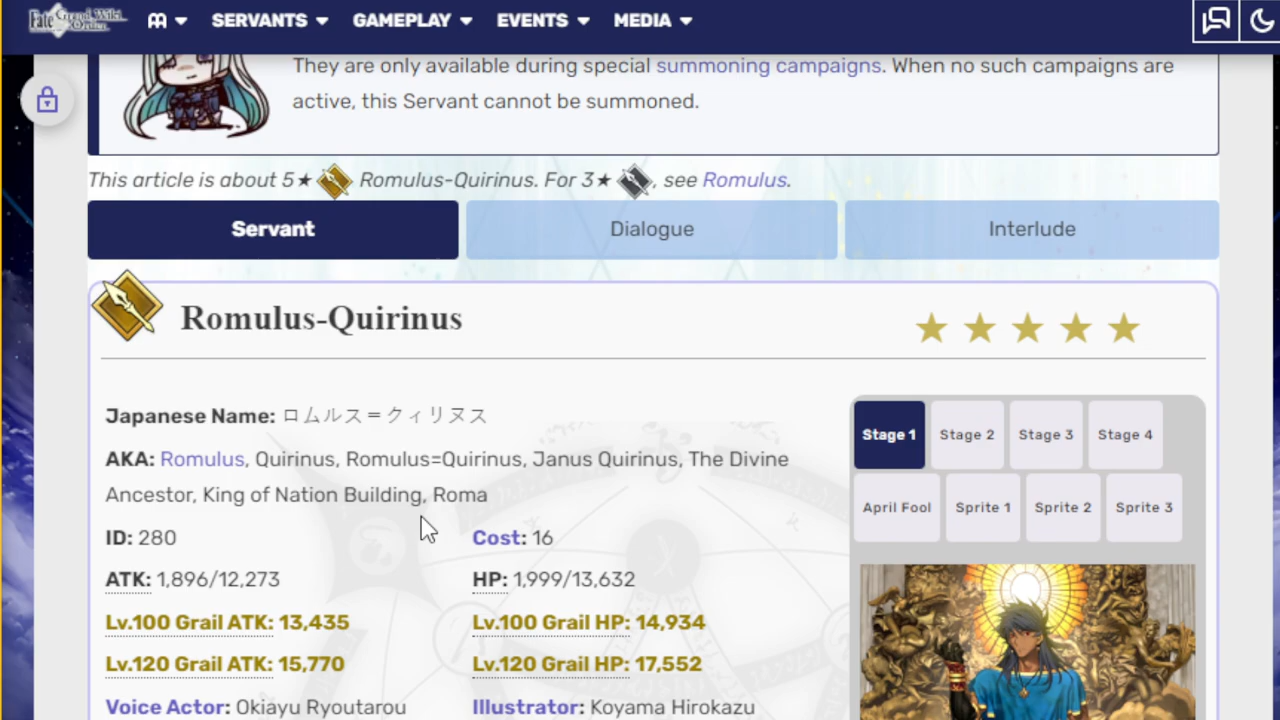 Fate Grand Wiki Order
SERVANTS GAMEPLAY EVENTS MEDIA
They are only available during special summoning campaigns. When no such campaigns are
active, this Servant cannot be summoned.
This article is about 5★ Romulus-Quirinus. For 3★ , see Romulus.
Servant Dialogue Interlude
Romulus-Quirinus
Japanese Name: ロムルス＝クィリヌス
AKA: Romulus, Quirinus, Romulus=Quirinus, Janus Quirinus, The Divine
Ancestor, King of Nation Building, Roma
ID: 280 Cost: 16
ATK: 1,896/12,273 HP: 1,999/13,632
Lv.100 Grail ATK: 13,435 Lv.100 Grail HP: 14,934
Lv.120 Grail ATK: 15,770 Lv.120 Grail HP: 17,552
Voice Actor: Okiayu Ryoutarou Illustrator: Koyama Hirokazu
Stage 1 Stage 2 Stage 3 Stage 4
April Fool Sprite 1 Sprite 2 Sprite 3